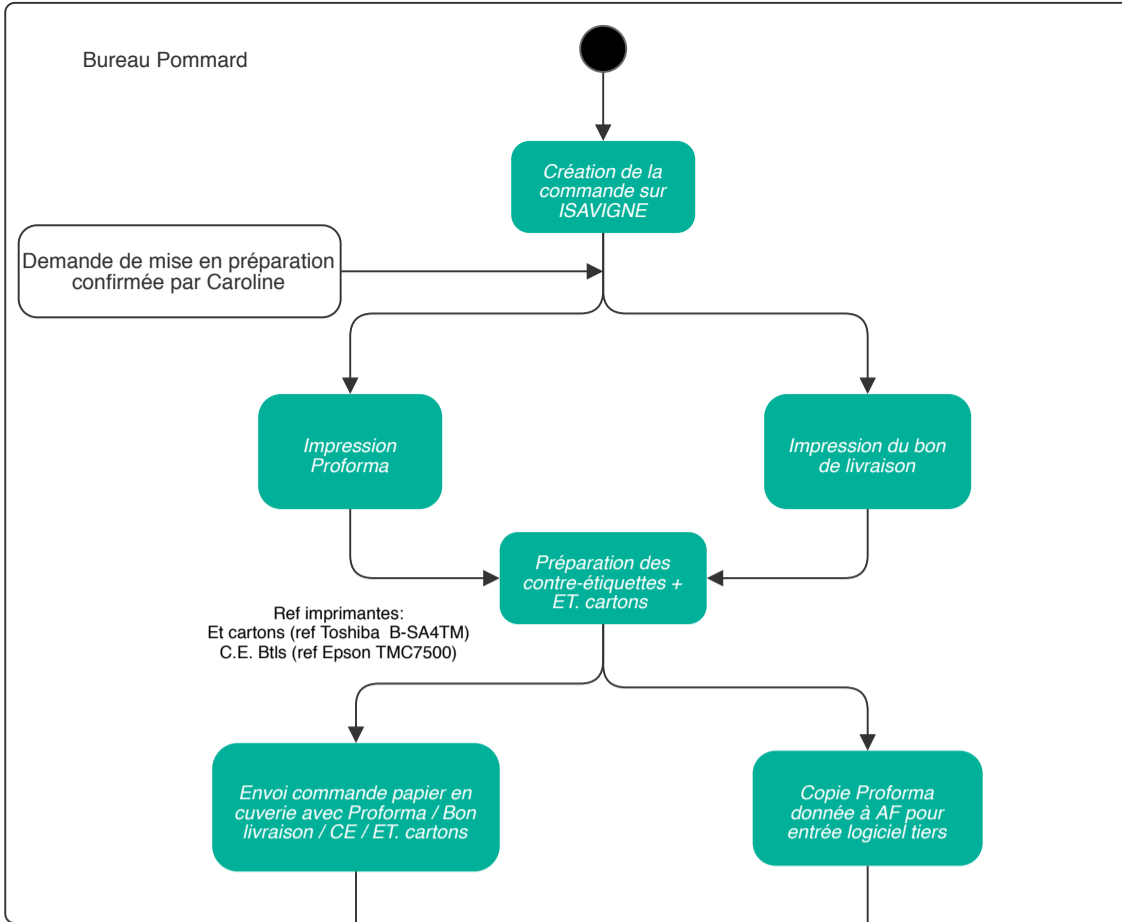 Bureau Pommard
Création de la
commande sur
ISAVIGNE
Demande de mise en préparation
confirmée par Caroline
Impression
Proforma
Impression du bon
de livraison
Préparation des
contre-étiquettes +
ET. cartons
Ref imprimantes:
Et cartons (ref Toshiba B-SA4TM)
C.E. Btls (ref Epson TMC7500)
Envoi commande papier en
cuverie avec Proforma / Bon
livraison / CE / ET. cartons
Copie Proforma
donnée à AF pour
entrée logiciel tiers